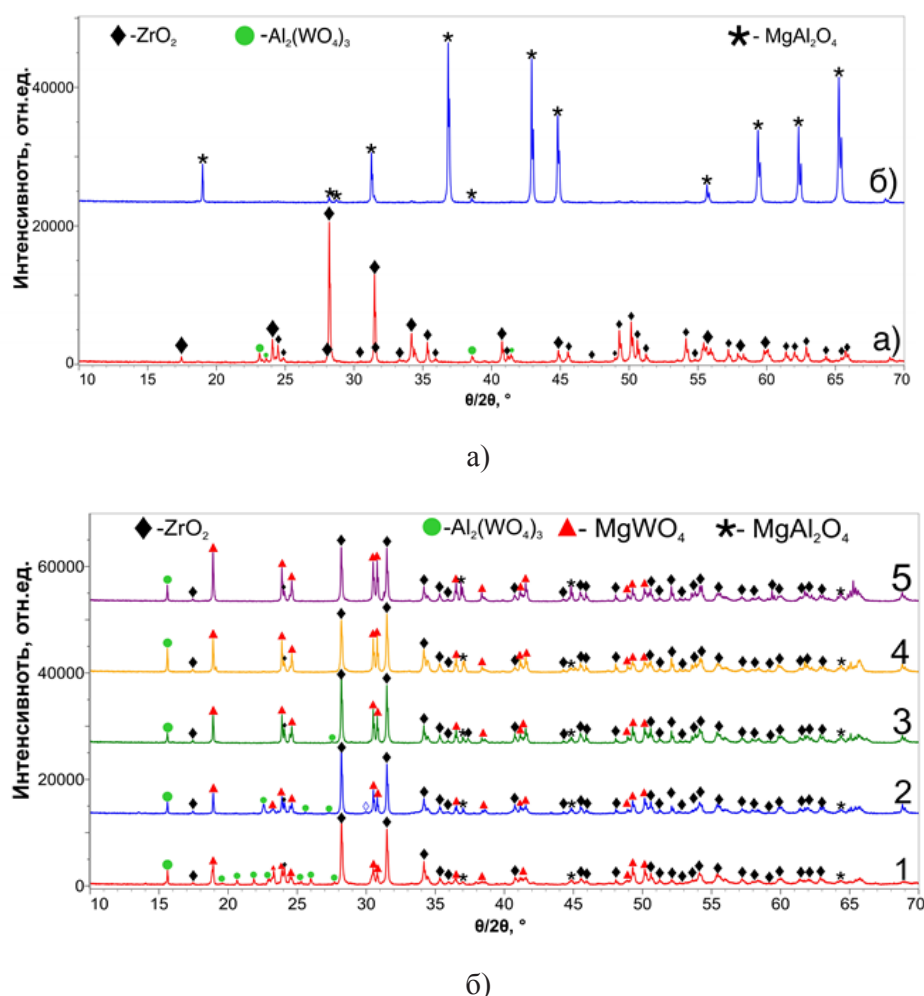 ◆-ZrO₂ ●-Al₂(WO₄)₃ *- MgAl₂O₄
Интенсивноть, отн.ед.
40000
20000
0
б)
а)
10 15 20 25 30 35 40 45 50 55 60 65 70
θ/2θ, °
а)
◆-ZrO₂ ●-Al₂(WO₄)₃ ▲- MgWO₄ *- MgAl₂O₄
Интенсивноть, отн.ед.
60000
40000
20000
0
5
4
3
2
1
10 15 20 25 30 35 40 45 50 55 60 65 70
θ/2θ, °
б)